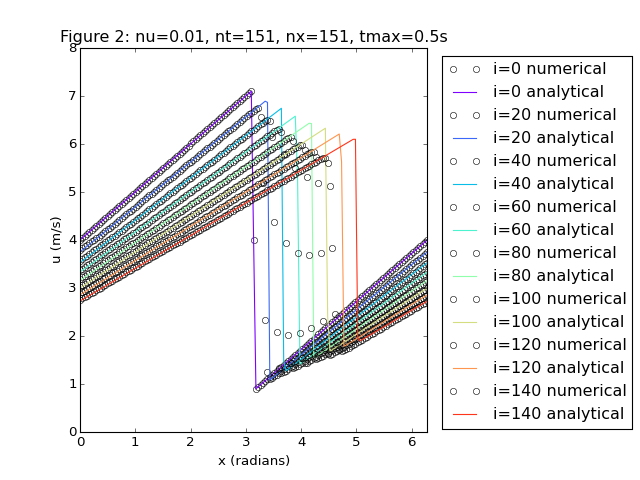 Figure 2: nu=0.01, nt=151, nx=151, tmax=0.5s
8
7
6
5
4
3
2
1
0
u (m/s)
0 1 2 3 4 5 6
x (radians)
i=0 numerical
i=0 analytical
i=20 numerical
i=20 analytical
i=40 numerical
i=40 analytical
i=60 numerical
i=60 analytical
i=80 numerical
i=80 analytical
i=100 numerical
i=100 analytical
i=120 numerical
i=120 analytical
i=140 numerical
i=140 analytical